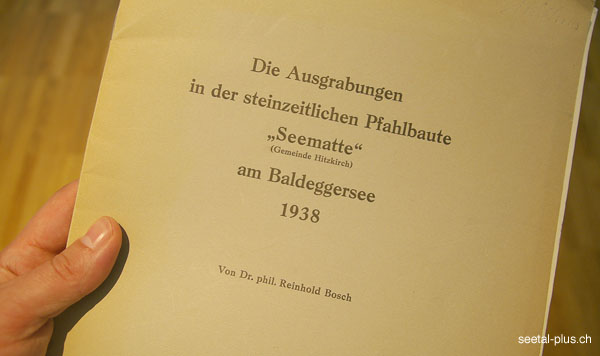 Die Ausgrabungen
in der steinzeitlichen Pfahlbaute
„Seematte“
(Gemeinde Hitzkirch)
am Baldeggersee
1938
Von Dr. phil. Reinhold Bosch
seetal-plus.ch